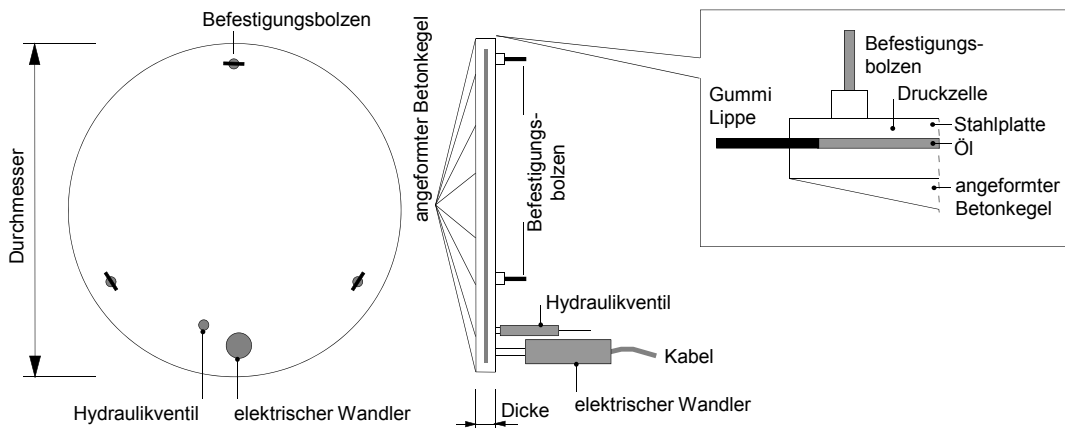 Befestigungsbolzen
Durchmesser
Hydraulikventil
elektrischer Wandler
angeformter Betonkegel
Befestigungs-
bolzen
Hydraulikventil
Kabel
elektrischer Wandler
Dicke
Befestigungs-
bolzen
Gummi
Lippe
Druckzelle
Stahlplatte
Öl
angeformter
Betonkegel